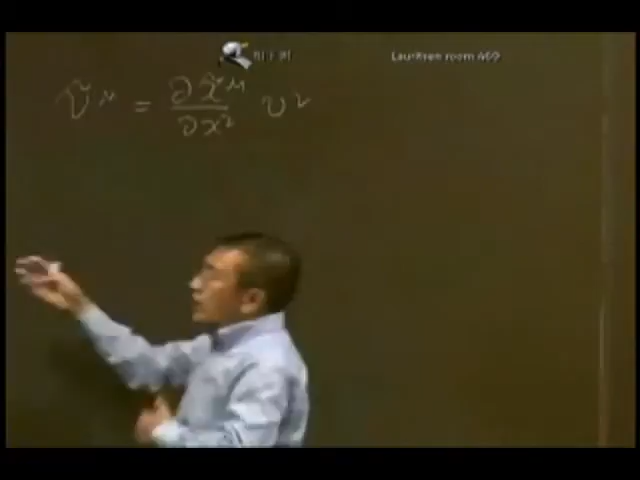 Lauritsen room 469
ṽ^μ = ∂x̃^μ / ∂x^ν v^ν